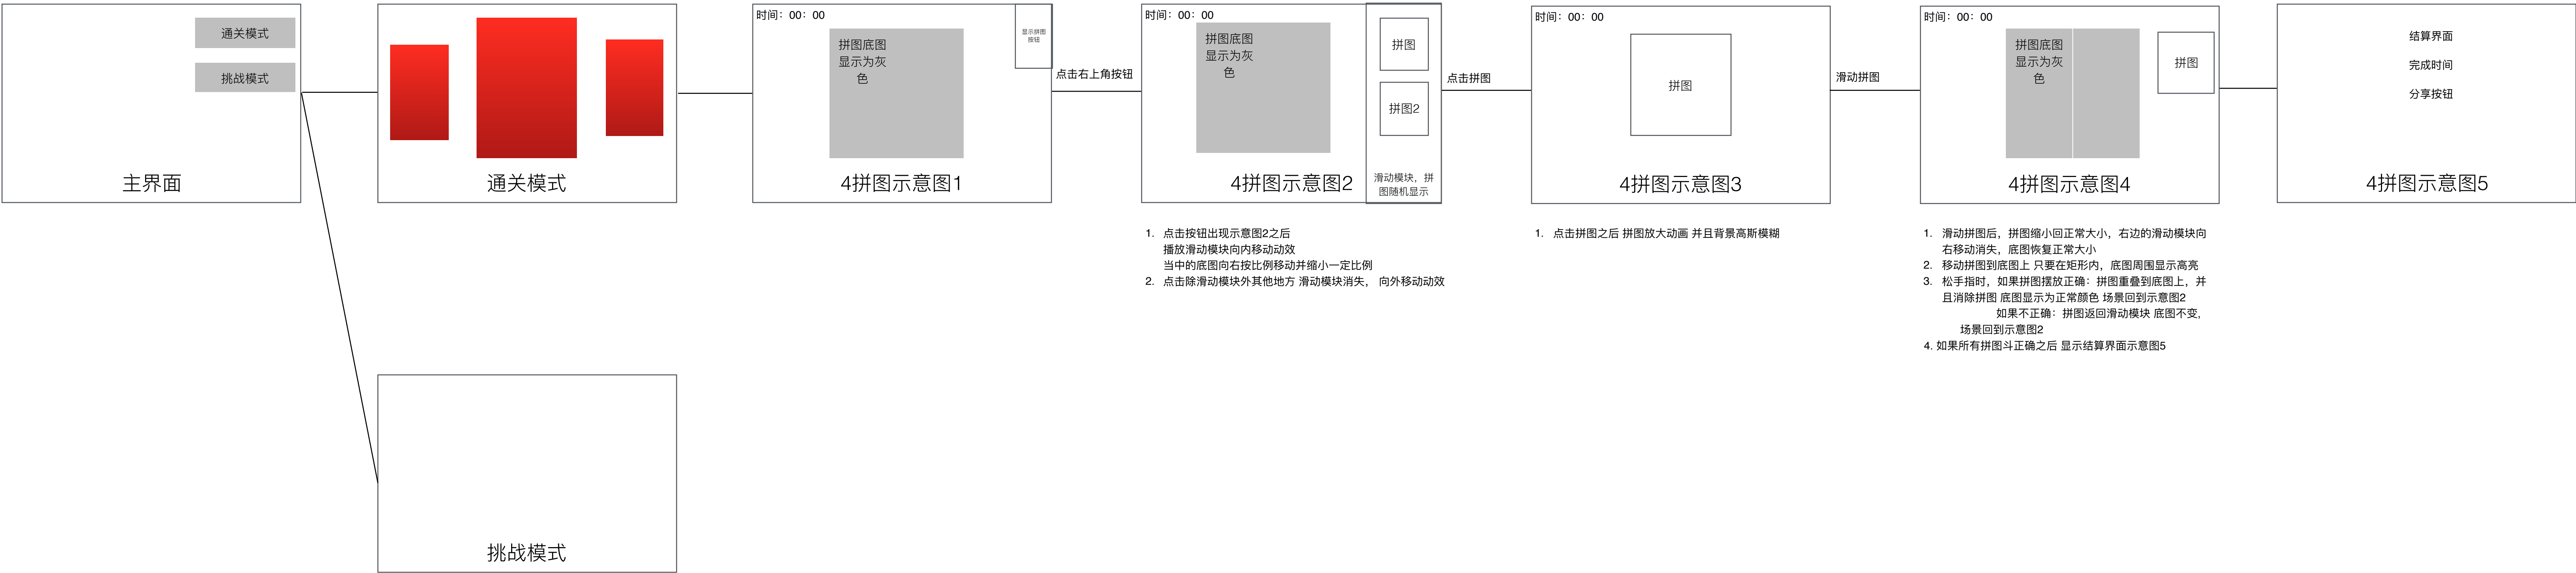 通关模式
挑战模式
主界面
通关模式
时间：00：00
显示拼图
按钮
拼图底图
显示为灰
色
4拼图示意图1
点击右上角按钮
时间：00：00
拼图底图
显示为灰
色
拼图
拼图2
滑动模块，拼
图随机显示
4拼图示意图2
1. 点击按钮出现示意图2之后
播放滑动模块向内移动动效
当中的底图向右按比例移动并缩小一定比例
2. 点击除滑动模块外其他地方 滑动模块消失， 向外移动动效
点击拼图
时间：00：00
拼图
4拼图示意图3
1. 点击拼图之后 拼图放大动画 并且背景高斯模糊
滑动拼图
时间：00：00
拼图底图
显示为灰
色
拼图
4拼图示意图4
1. 滑动拼图后，拼图缩小回正常大小，右边的滑动模块向
右移动消失，底图恢复正常大小
2. 移动拼图到底图上 只要在矩形内，底图周围显示高亮
3. 松手指时，如果拼图摆放正确：拼图重叠到底图上，并
且消除拼图 底图显示为正常颜色 场景回到示意图2
如果不正确：拼图返回滑动模块 底图不变，
场景回到示意图2
4. 如果所有拼图斗正确之后 显示结算界面示意图5
结算界面
完成时间
分享按钮
4拼图示意图5
挑战模式